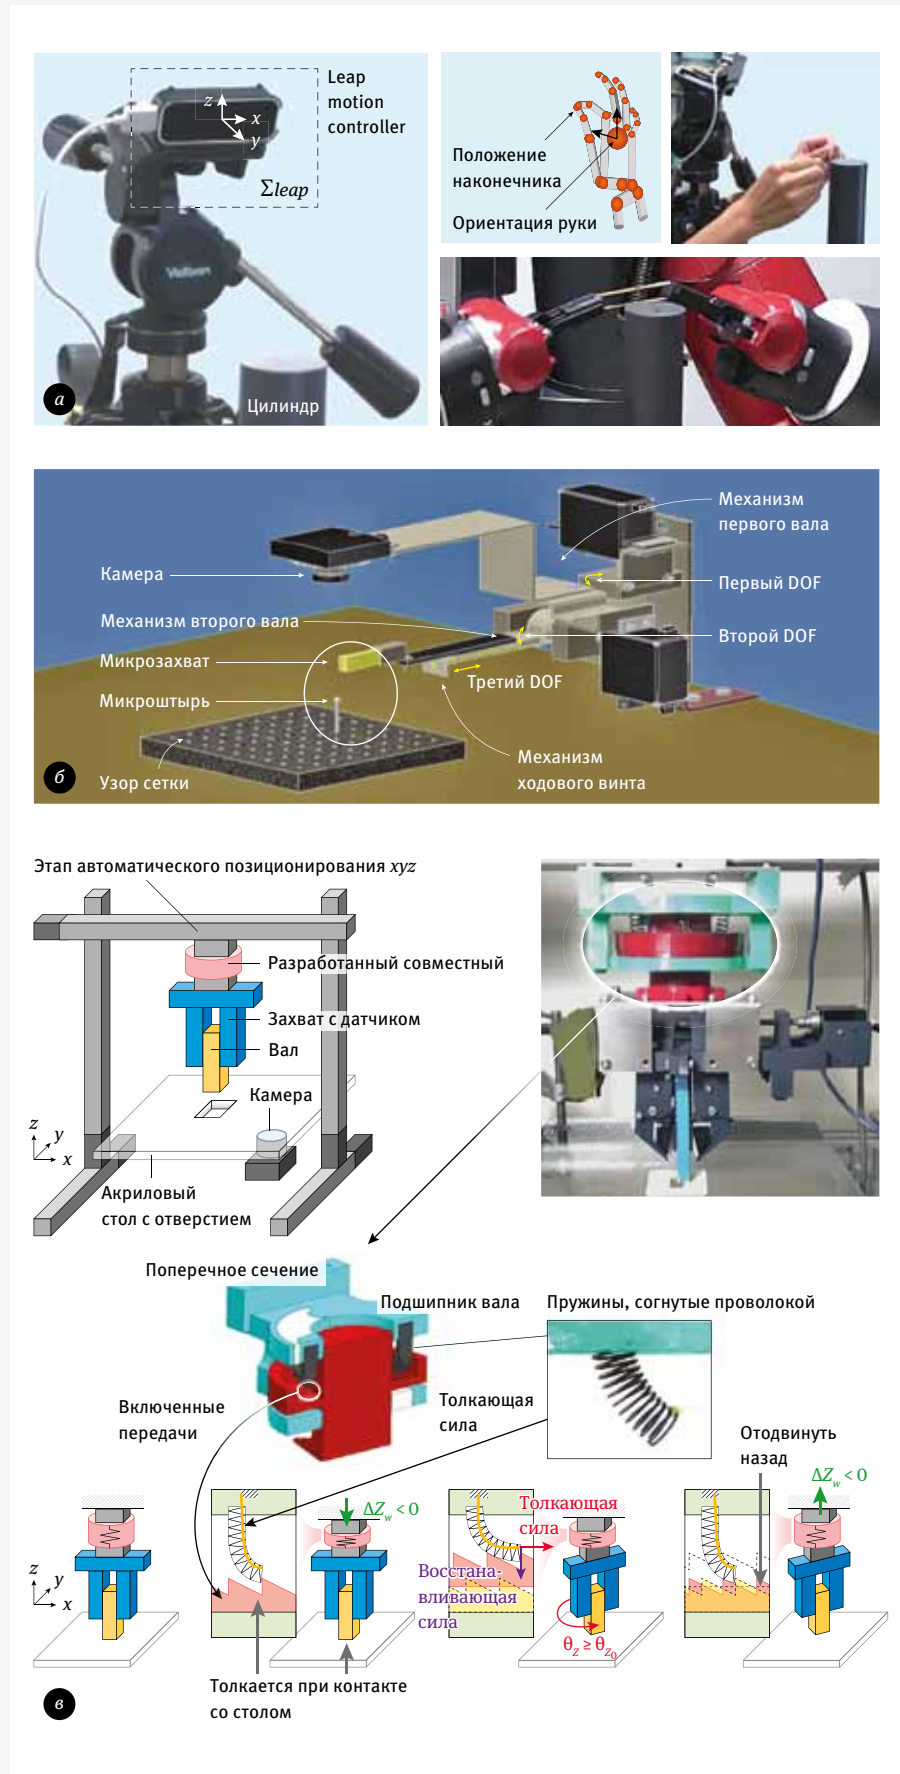 Leap
motion
controller
z
x
y
Σleap
Velbon
Цилиндр
а
Положение
наконечника
Ориентация руки
Механизм
первого вала
Камера
Первый DOF
Механизм второго вала
Второй DOF
Микрозахват
Третий DOF
Микроштырь
Механизм
ходового винта
Узор сетки
б
Этап автоматического позиционирования xyz
Разработанный совместный
Захват с датчиком
Вал
Камера
z
y
x
Акриловый
стол с отверстием
Поперечное сечение
Подшипник вала
Пружины, согнутые проволокой
Включенные
передачи
Толкающая
сила
Отодвинуть
назад
ΔZw < 0
Толкающая
сила
ΔZw < 0
Восстана-
вливающая
сила
z
y
x
θz ≥ θz0
Толкается при контакте
со столом
в